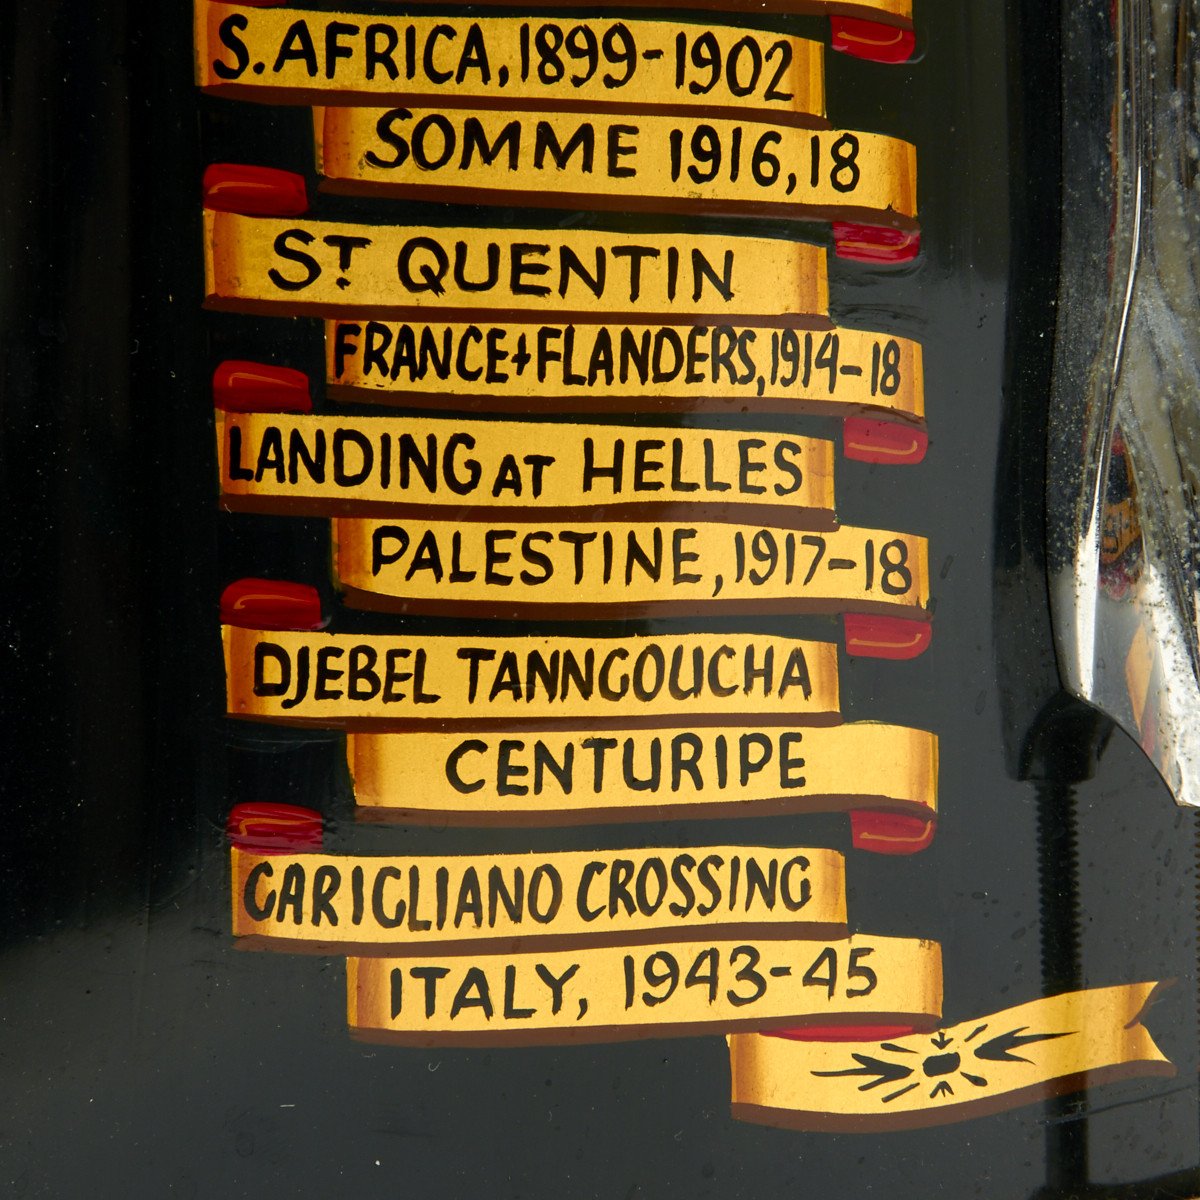 S. AFRICA, 1899-1902
SOMME 1916, 18
ST QUENTIN
FRANCE + FLANDERS, 1914-18
LANDING AT HELLES
PALESTINE, 1917-18
DJEBEL TANNGOUCHA
CENTURIPE
GARIGLIANO CROSSING
ITALY, 1943-45